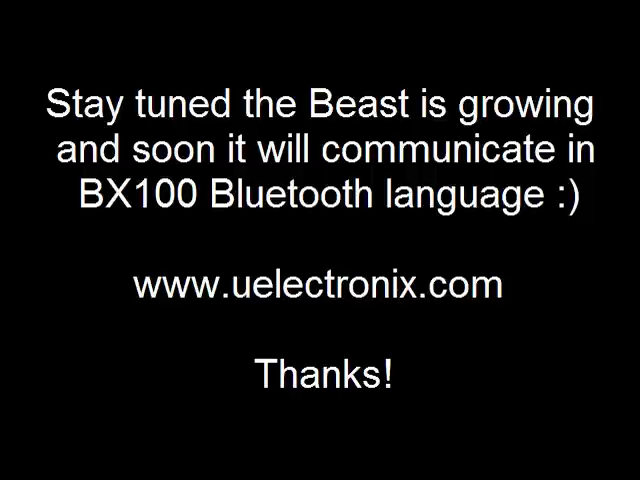 Stay tuned the Beast is growing
and soon it will communicate in
BX100 Bluetooth language :)
www.uelectronix.com
Thanks!